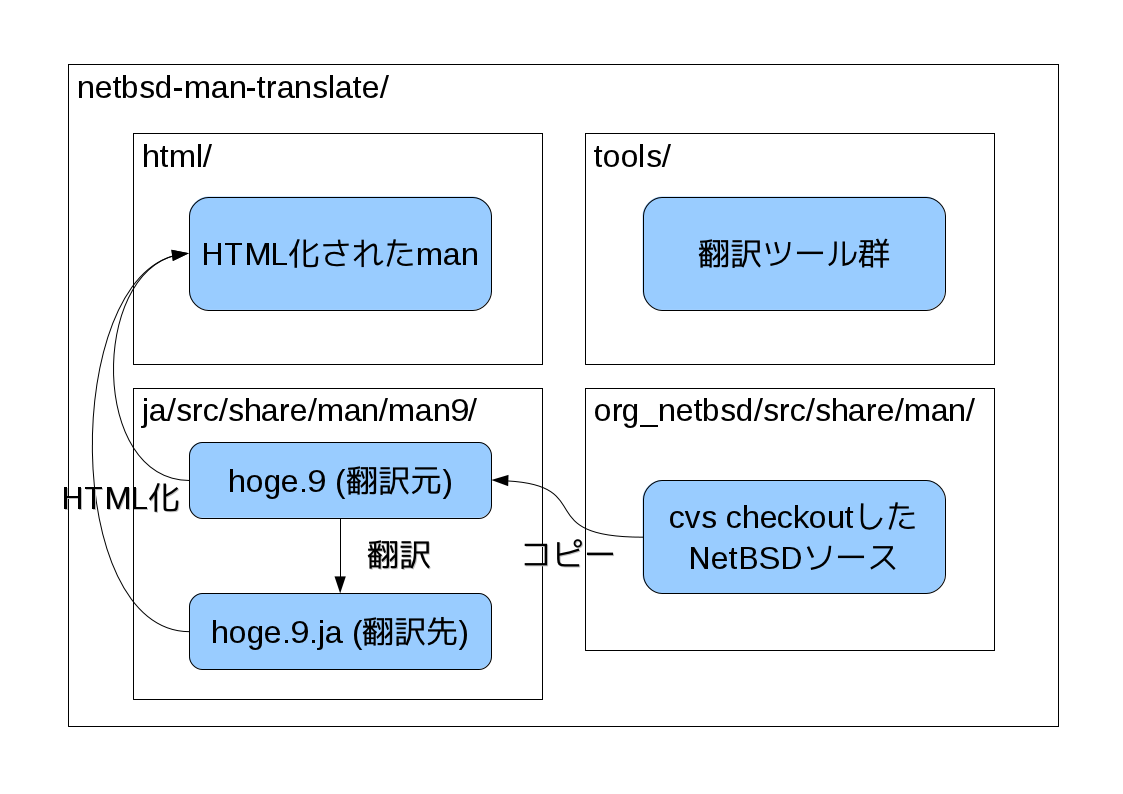 netbsd-man-translate/
html/
HTML化されたman
tools/
翻訳ツール群
ja/src/share/man/man9/
hoge.9 (翻訳元)
HTML化
翻訳
hoge.9.ja (翻訳先)
org_netbsd/src/share/man/
cvs checkoutした
NetBSDソース
コピー